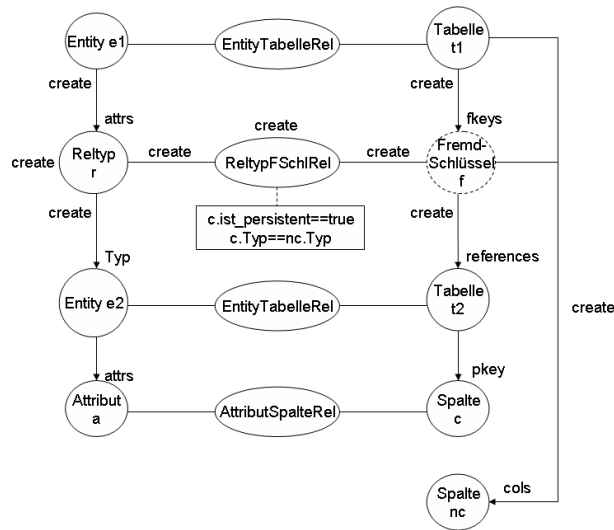 Entity e1
EntityTabelleRel
Tabelle
t1
create
create
attrs
fkeys
create
create
Reltyp
r
create
ReltypFSchlRel
create
Fremd-
Schlüssel
f
create
c.ist_persistent==true
c.Typ==nc.Typ
create
Typ
references
Entity e2
EntityTabelleRel
Tabelle
t2
create
attrs
pkey
Attribut
a
AttributSpalteRel
Spalte
c
Spalte
nc
cols